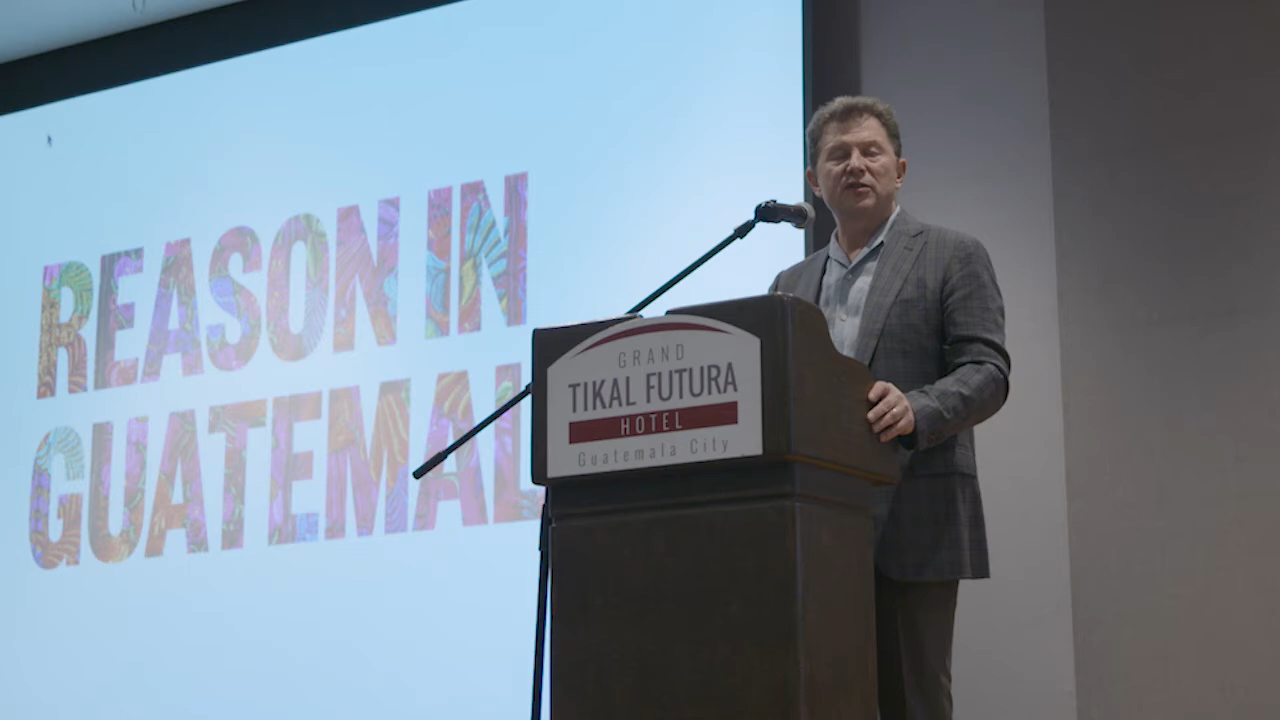 REASON IN
GUATEMAL
GRAND
TIKAL FUTURA
HOTEL
Guatemala City